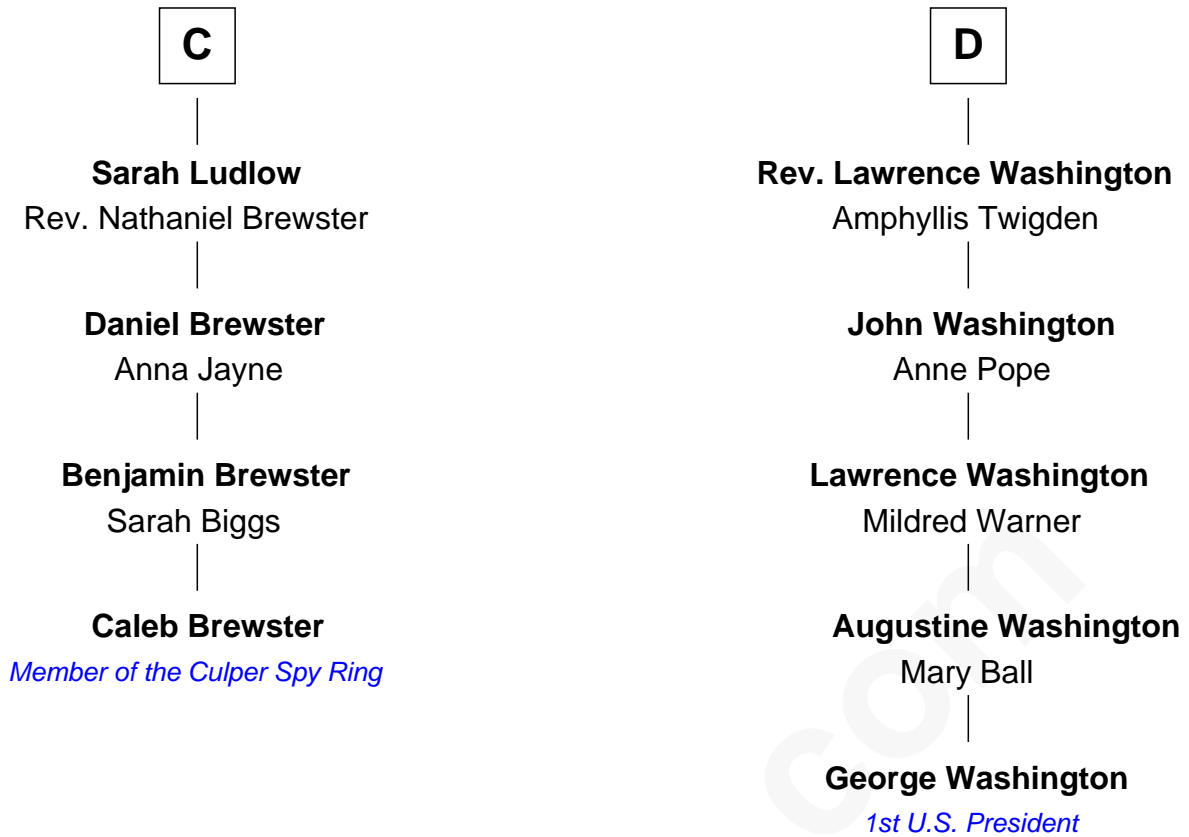 C
Sarah Ludlow
Rev. Nathaniel Brewster
Daniel Brewster
Anna Jayne
Benjamin Brewster
Sarah Biggs
Caleb Brewster
Member of the Culper Spy Ring
D
Rev. Lawrence Washington
Amphyllis Twigden
John Washington
Anne Pope
Lawrence Washington
Mildred Warner
Augustine Washington
Mary Ball
George Washington
1st U.S. President
com